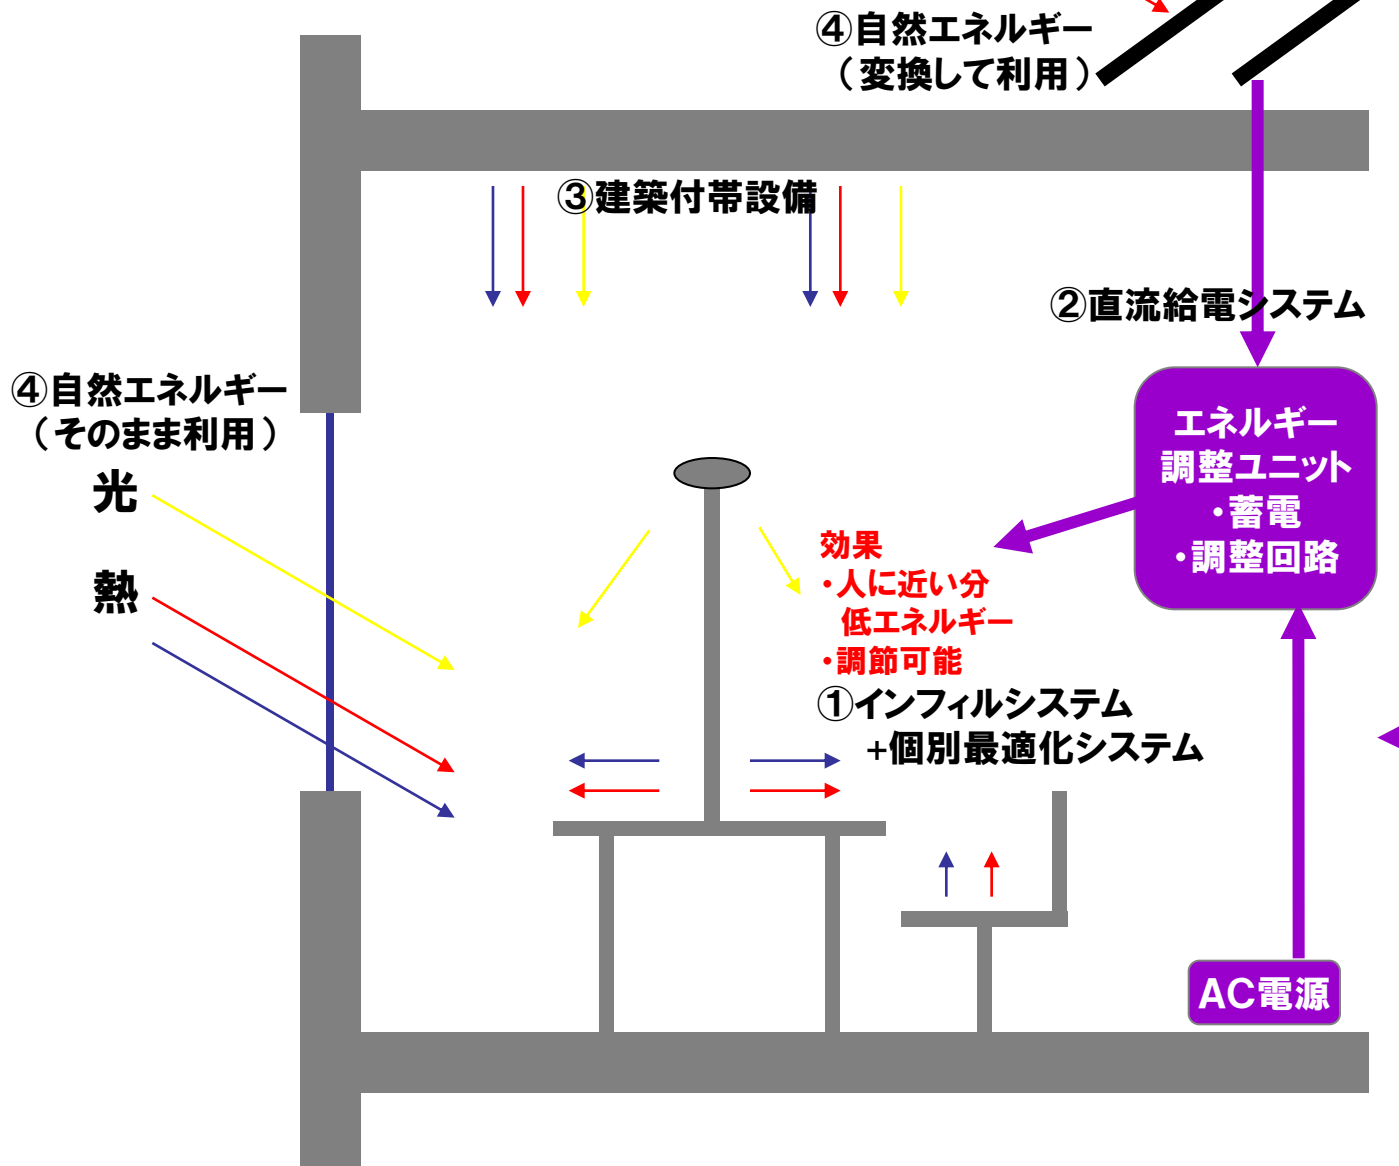 ④自然エネルギー
（変換して利用）
③建築付帯設備
②直流給電システム
④自然エネルギー
（そのまま利用）
光
熱
エネルギー
調整ユニット
・蓄電
・調整回路
効果
・人に近い分
低エネルギー
・調節可能
①インフィルシステム
+個別最適化システム
AC電源